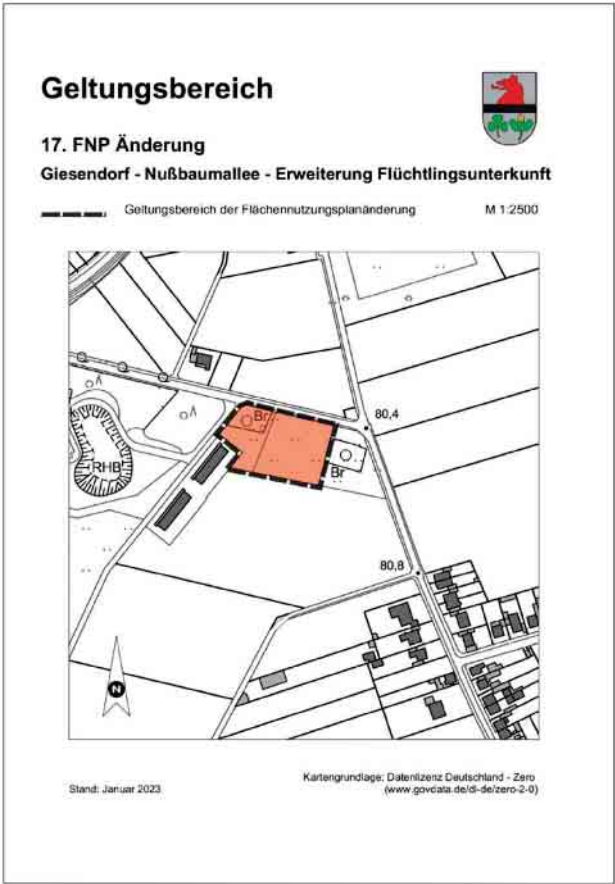 Geltungsbereich
17. FNP Änderung
Giesendorf - Nußbaumallee - Erweiterung Flüchtlingsunterkunft
Geltungsbereich der Flächennutzungsplanänderung M 1:2500
80,4
Br
RHB
Br
80,8
N
Stand: Januar 2023
Kartengrundlage: Datenlizenz Deutschland - Zero
(www.govdata.de/dl-de/zero-2-0)